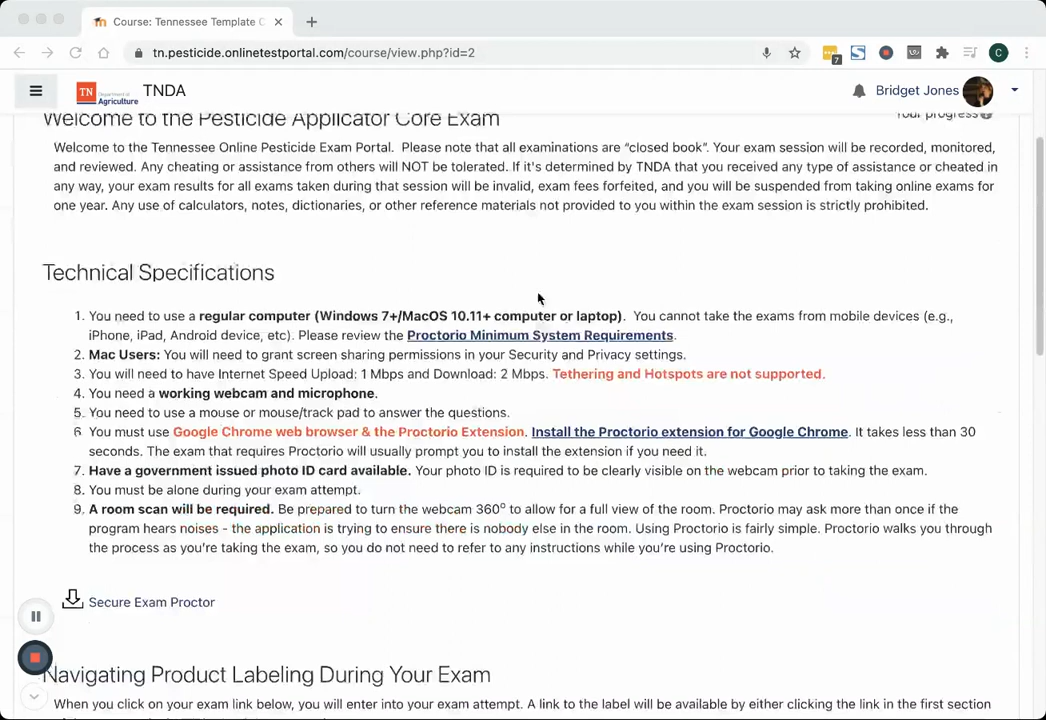 Course: Tennessee Template C
tn.pesticide.onlinetestportal.com/course/view.php?id=2
7
C
TN Department of Agriculture
TNDA
Bridget Jones
Welcome to the Pesticide Applicator Core Exam
Your progress
Welcome to the Tennessee Online Pesticide Exam Portal. Please note that all examinations are “closed book”. Your exam session will be recorded, monitored,
and reviewed. Any cheating or assistance from others will NOT be tolerated. If it's determined by TNDA that you received any type of assistance or cheated in
any way, your exam results for all exams taken during that session will be invalid, exam fees forfeited, and you will be suspended from taking online exams for
one year. Any use of calculators, notes, dictionaries, or other reference materials not provided to you within the exam session is strictly prohibited.
Technical Specifications
1. You need to use a regular computer (Windows 7+/MacOS 10.11+ computer or laptop). You cannot take the exams from mobile devices (e.g.,
iPhone, iPad, Android device, etc). Please review the Proctorio Minimum System Requirements.
2. Mac Users: You will need to grant screen sharing permissions in your Security and Privacy settings.
3. You will need to have Internet Speed Upload: 1 Mbps and Download: 2 Mbps. Tethering and Hotspots are not supported.
4. You need a working webcam and microphone.
5. You need to use a mouse or mouse/track pad to answer the questions.
6. You must use Google Chrome web browser & the Proctorio Extension. Install the Proctorio extension for Google Chrome. It takes less than 30
seconds. The exam that requires Proctorio will usually prompt you to install the extension if you need it.
7. Have a government issued photo ID card available. Your photo ID is required to be clearly visible on the webcam prior to taking the exam.
8. You must be alone during your exam attempt.
9. A room scan will be required. Be prepared to turn the webcam 360° to allow for a full view of the room. Proctorio may ask more than once if the
program hears noises - the application is trying to ensure there is nobody else in the room. Using Proctorio is fairly simple. Proctorio walks you through
the process as you’re taking the exam, so you do not need to refer to any instructions while you’re using Proctorio.
Secure Exam Proctor
Navigating Product Labeling During Your Exam
When you click on your exam link below, you will enter into your exam attempt. A link to the label will be available by either clicking the link in the first section